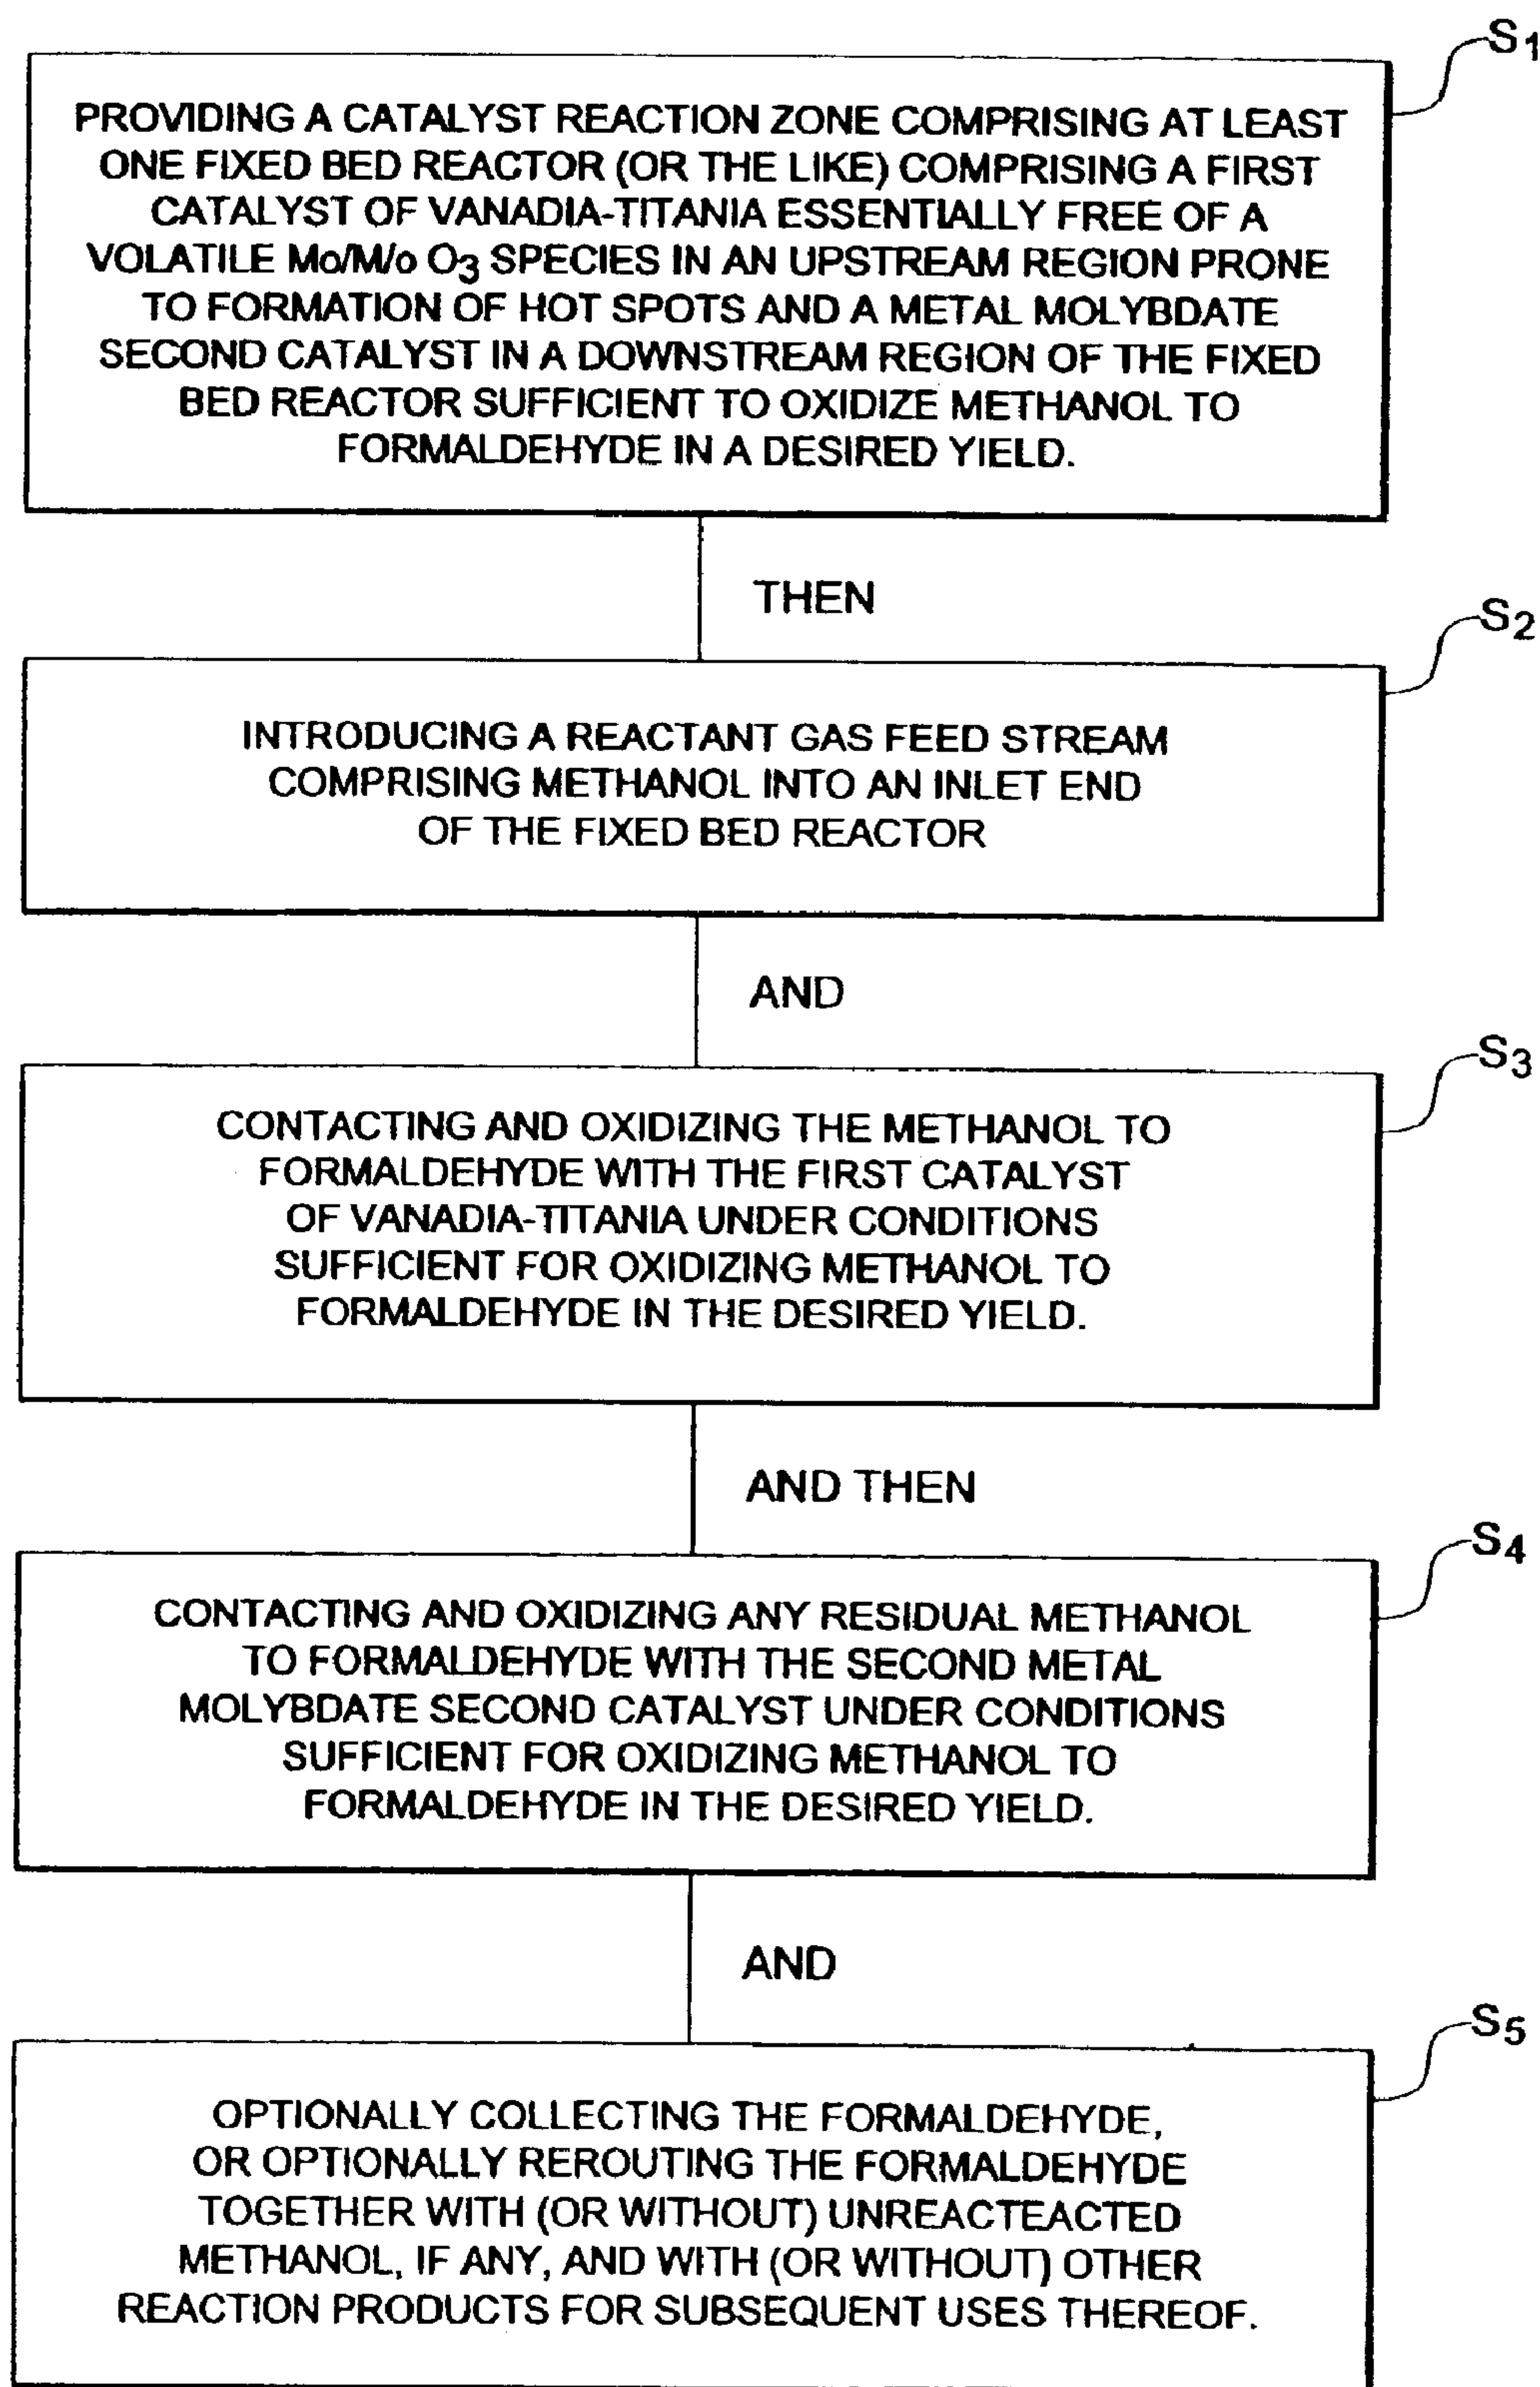 S1
PROVIDING A CATALYST REACTION ZONE COMPRISING AT LEAST
ONE FIXED BED REACTOR (OR THE LIKE) COMPRISING A FIRST
CATALYST OF VANADIA-TITANIA ESSENTIALLY FREE OF A
VOLATILE Mo/M/o O3 SPECIES IN AN UPSTREAM REGION PRONE
TO FORMATION OF HOT SPOTS AND A METAL MOLYBDATE
SECOND CATALYST IN A DOWNSTREAM REGION OF THE FIXED
BED REACTOR SUFFICIENT TO OXIDIZE METHANOL TO
FORMALDEHYDE IN A DESIRED YIELD.
THEN
S2
INTRODUCING A REACTANT GAS FEED STREAM
COMPRISING METHANOL INTO AN INLET END
OF THE FIXED BED REACTOR
AND
S3
CONTACTING AND OXIDIZING THE METHANOL TO
FORMALDEHYDE WITH THE FIRST CATALYST
OF VANADIA-TITANIA UNDER CONDITIONS
SUFFICIENT FOR OXIDIZING METHANOL TO
FORMALDEHYDE IN THE DESIRED YIELD.
AND THEN
S4
CONTACTING AND OXIDIZING ANY RESIDUAL METHANOL
TO FORMALDEHYDE WITH THE SECOND METAL
MOLYBDATE SECOND CATALYST UNDER CONDITIONS
SUFFICIENT FOR OXIDIZING METHANOL TO
FORMALDEHYDE IN THE DESIRED YIELD.
AND
S5
OPTIONALLY COLLECTING THE FORMALDEHYDE,
OR OPTIONALLY REROUTING THE FORMALDEHYDE
TOGETHER WITH (OR WITHOUT) UNREACTEACTED
METHANOL, IF ANY, AND WITH (OR WITHOUT) OTHER
REACTION PRODUCTS FOR SUBSEQUENT USES THEREOF.